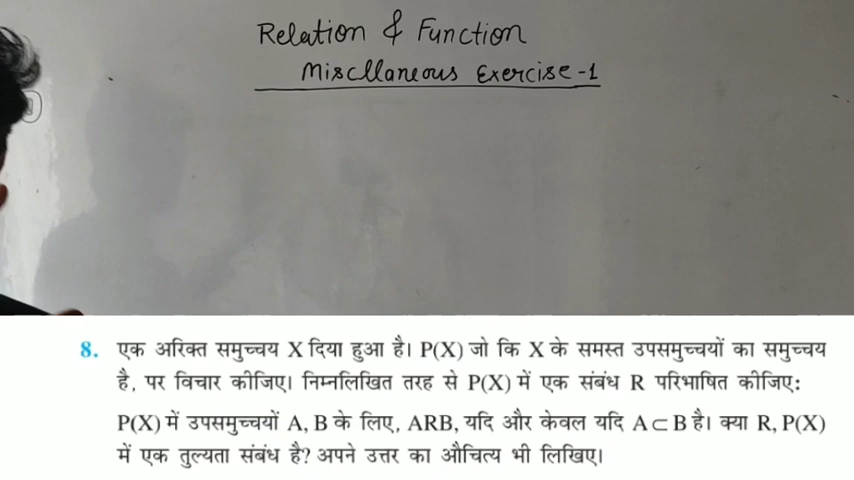 Relation & Function
Miscllaneous Exercise-1
8. एक अरिक्त समुच्चय X दिया हुआ है। P(X) जो कि X के समस्त उपसमुच्चयों का समुच्चय
है, पर विचार कीजिए। निम्नलिखित तरह से P(X) में एक संबंध R परिभाषित कीजिए:
P(X) में उपसमुच्चयों A, B के लिए, ARB, यदि और केवल यदि A⊂B है। क्या R, P(X)
में एक तुल्यता संबंध है? अपने उत्तर का औचित्य भी लिखिए।